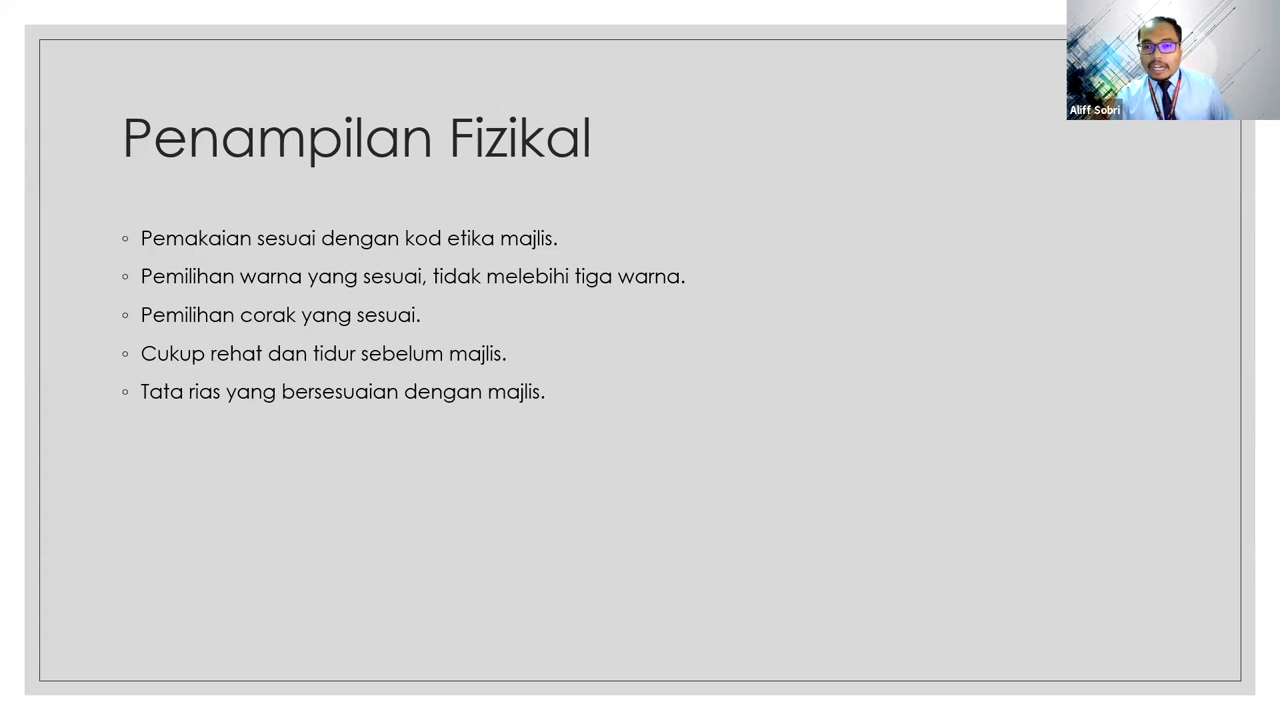 Aliff Sobri
Penampilan Fizikal
◦ Pemakaian sesuai dengan kod etika majlis.
◦ Pemilihan warna yang sesuai, tidak melebihi tiga warna.
◦ Pemilihan corak yang sesuai.
◦ Cukup rehat dan tidur sebelum majlis.
◦ Tata rias yang bersesuaian dengan majlis.